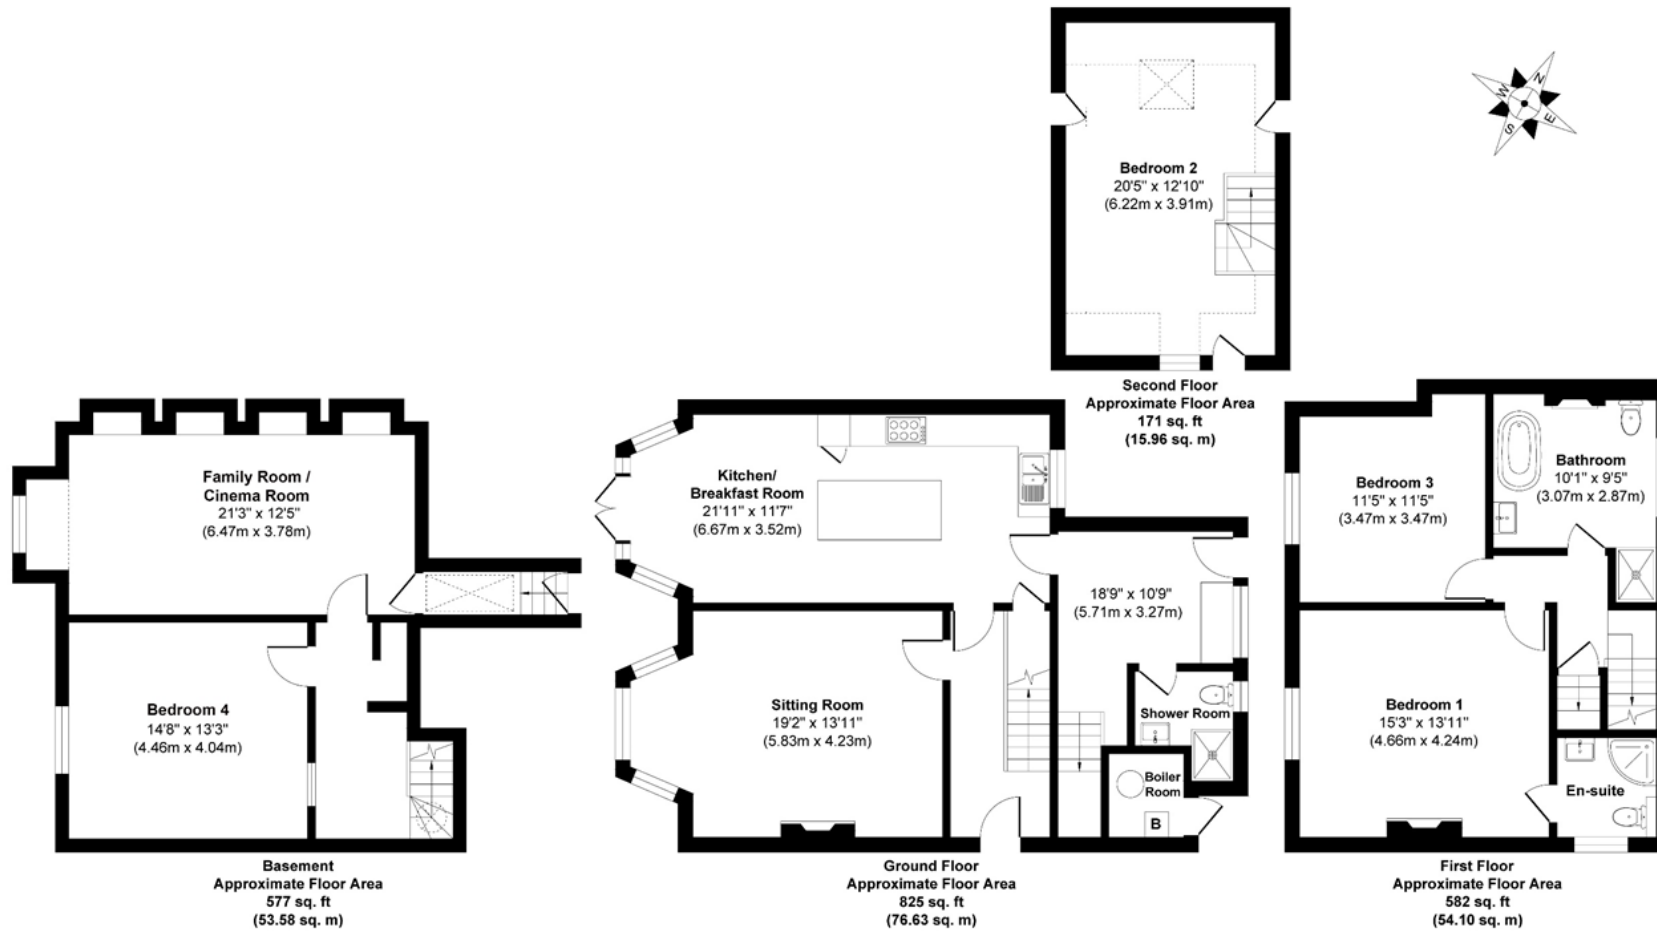 N
W
E
S
Bedroom 2
20'5" x 12'10"
(6.22m x 3.91m)
Second Floor
Approximate Floor Area
171 sq. ft
(15.96 sq. m)
Family Room /
Cinema Room
21'3" x 12'5"
(6.47m x 3.78m)
Bedroom 4
14'8" x 13'3"
(4.46m x 4.04m)
Basement
Approximate Floor Area
577 sq. ft
(53.58 sq. m)
Kitchen/
Breakfast Room
21'11" x 11'7"
(6.67m x 3.52m)
18'9" x 10'9"
(5.71m x 3.27m)
Sitting Room
19'2" x 13'11"
(5.83m x 4.23m)
Shower Room
Boiler
Room
B
Ground Floor
Approximate Floor Area
825 sq. ft
(76.63 sq. m)
Bedroom 3
11'5" x 11'5"
(3.47m x 3.47m)
Bathroom
10'1" x 9'5"
(3.07m x 2.87m)
Bedroom 1
15'3" x 13'11"
(4.66m x 4.24m)
En-suite
First Floor
Approximate Floor Area
582 sq. ft
(54.10 sq. m)